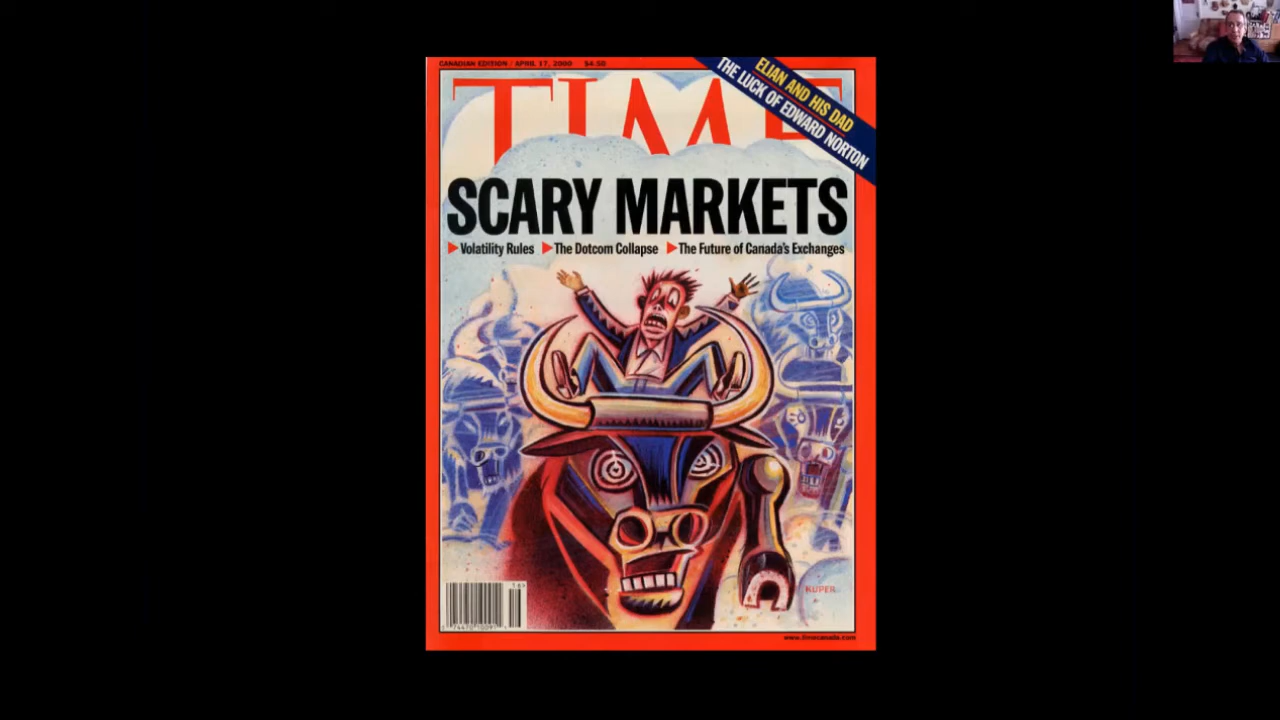 CANADIAN EDITION / APRIL 17, 2000 $4.50
ELIAN AND HIS DAD
THE LUCK OF EDWARD NORTON
TIME
SCARY MARKETS
Volatility Rules The Dotcom Collapse The Future of Canada's Exchanges
KUPER
16
www.timecanada.com